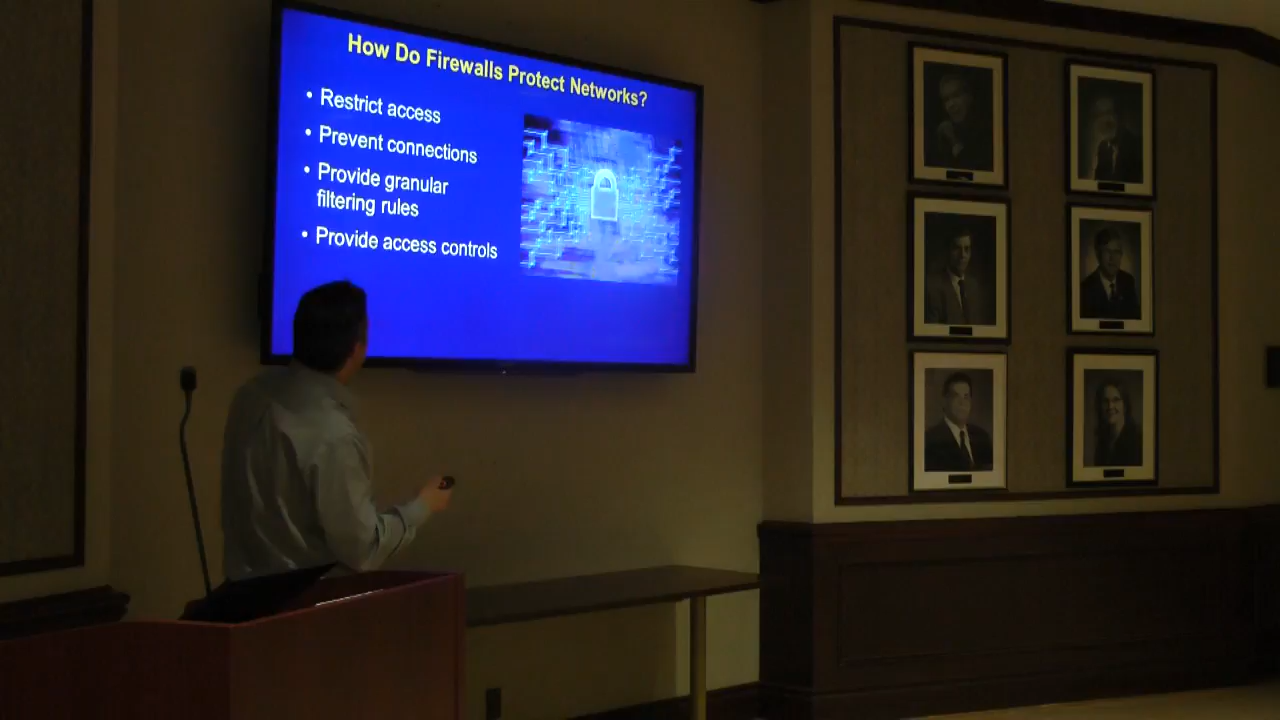 How Do Firewalls Protect Networks?
• Restrict access
• Prevent connections
• Provide granular
filtering rules
• Provide access controls